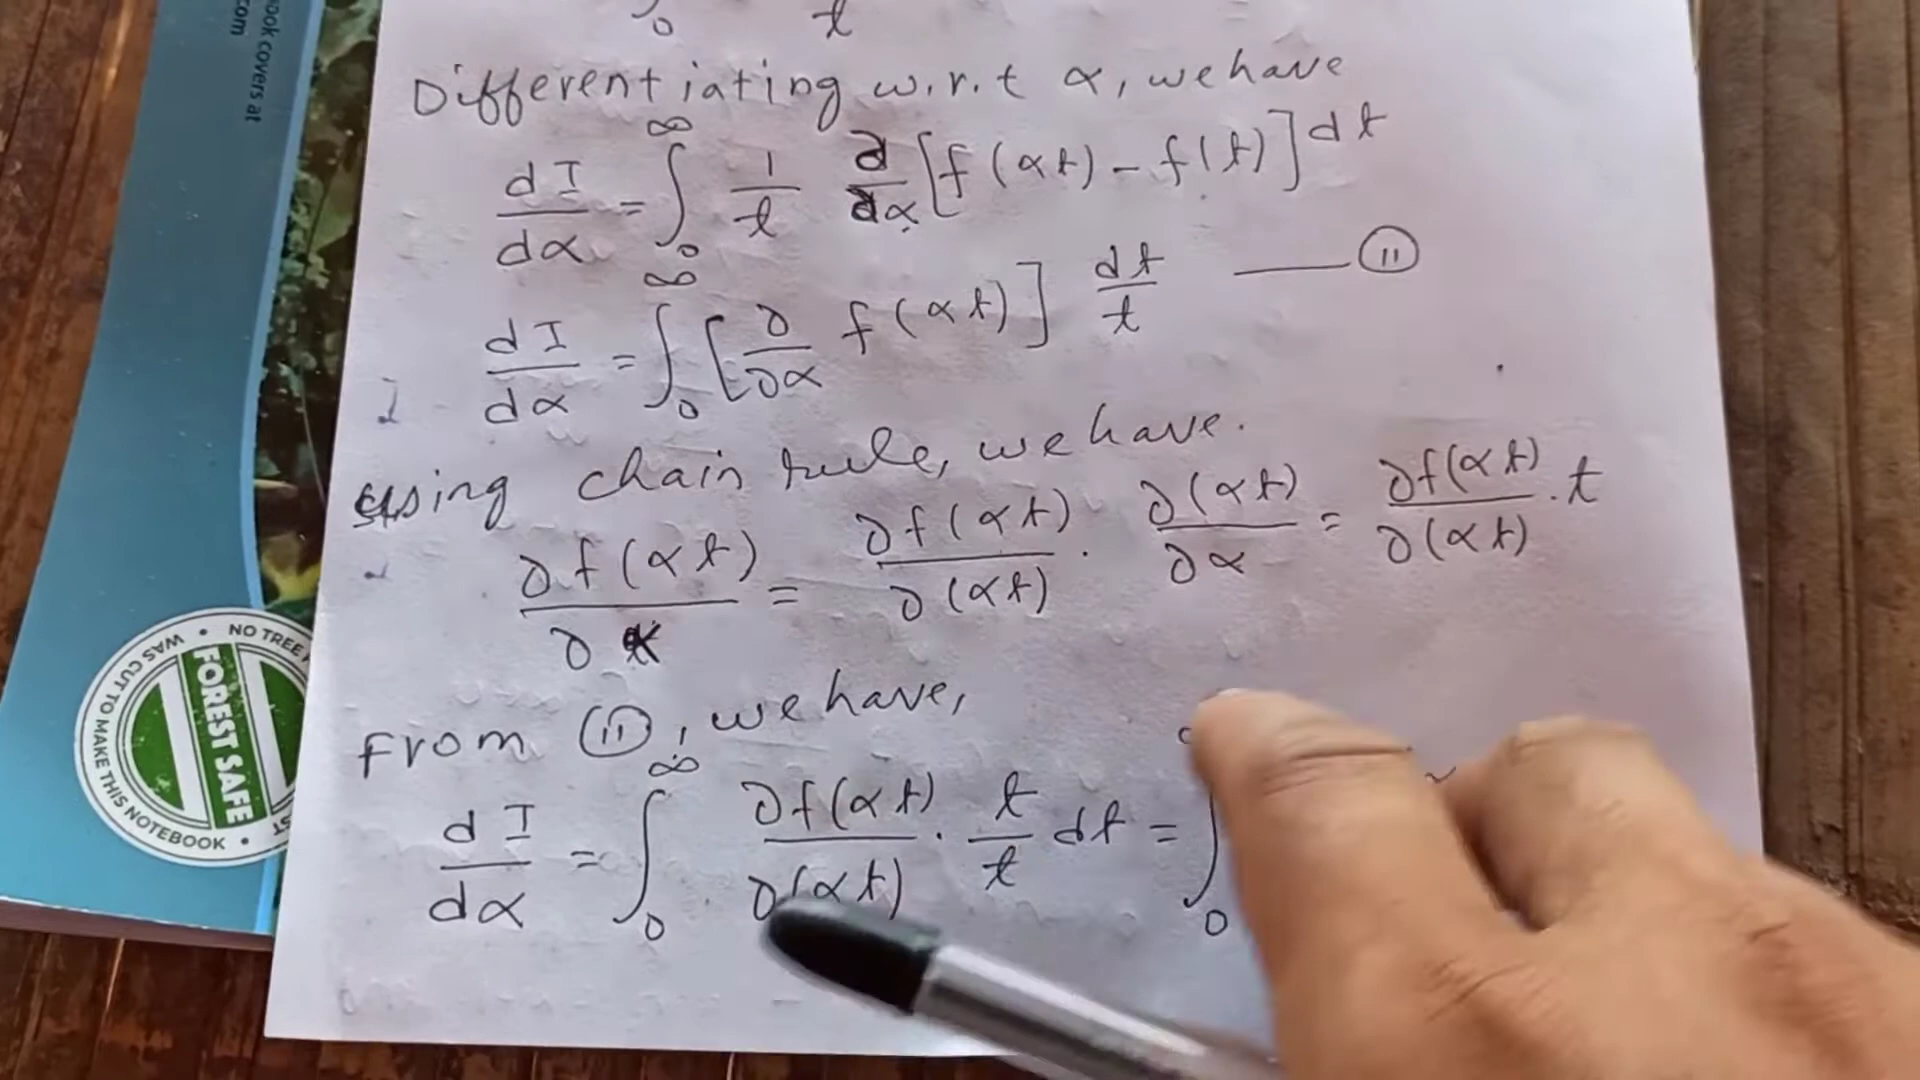 ook covers at
com
0 t
Differentiating w.r.t α, we have
dI/dα = ∫₀^∞ 1/t ∂/∂α [f(αt) - f(t)] dt
dI/dα = ∫₀^∞ [∂/∂α f(αt)] dt/t —— (11)
using chain rule, we have.
∂f(αt)/∂α = ∂f(αt)/∂(αt) · ∂(αt)/∂α = ∂f(αt)/∂(αt) · t
From (11), we have,
dI/dα = ∫₀^∞ ∂f(αt)/∂(αt) · t/t dt = ∫₀
NO TREE
WAS CUT TO MAKE THIS NOTEBOOK •
FOREST SAFE